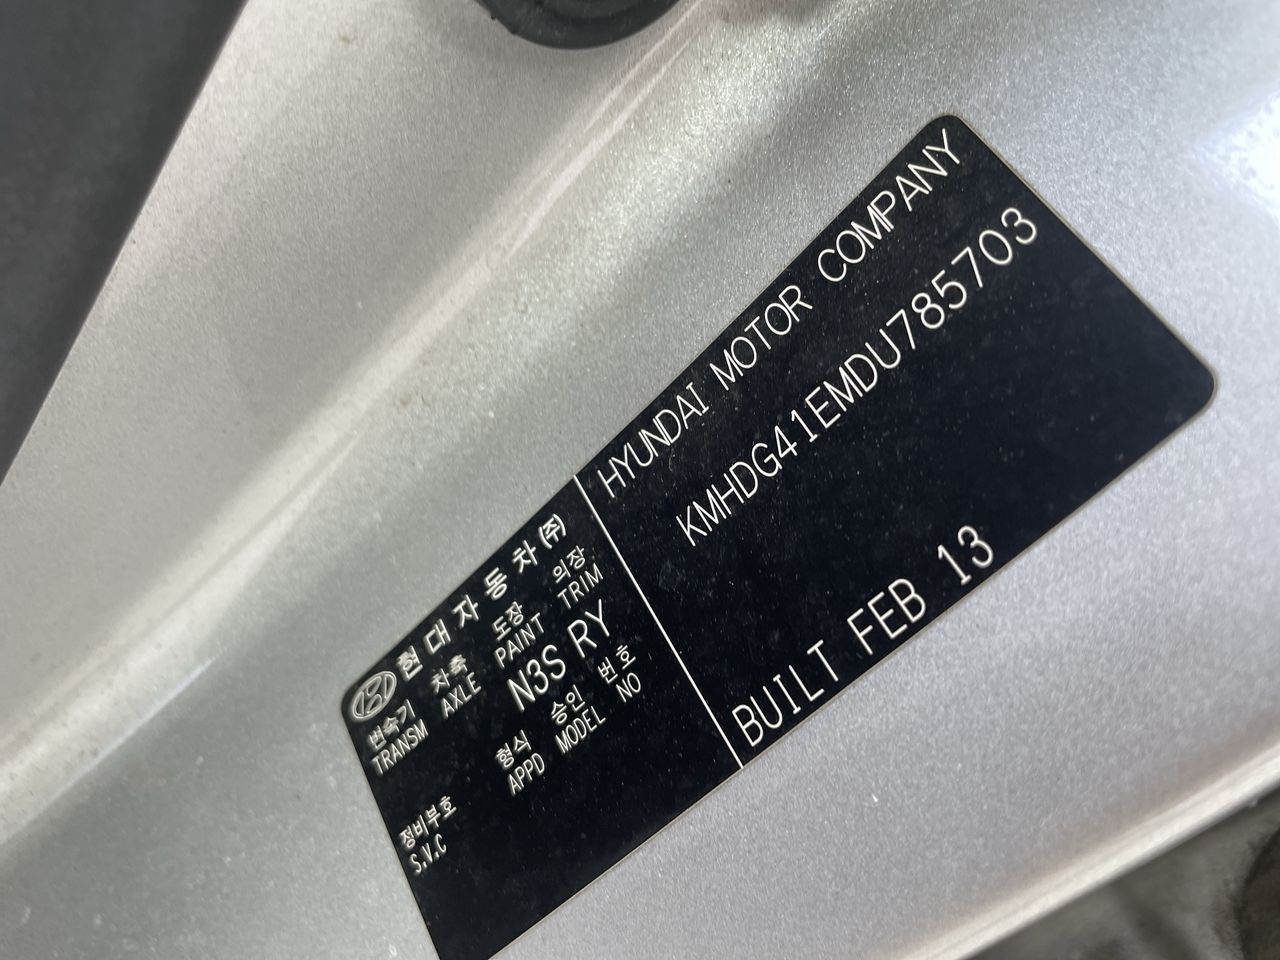 현대자동차㈜
변속기 차축 도장 의장
TRANSM AXLE PAINT TRIM
N3S RY
정비부호 형식 승인 번호
S.V.C APPD MODEL NO
HYUNDAI MOTOR COMPANY
KMHDG41EMDU785703
BUILT FEB 13